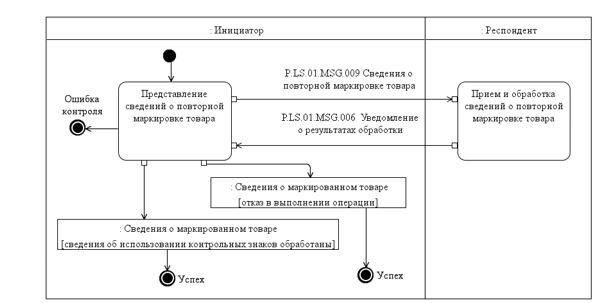 : Инициатор
: Респондент
P.LS.01.MSG.009 Сведения о
повторной маркировке товара
Представление
сведений о повторной
маркировке товара
Прием и обработка
сведений о повторной
маркировке товара
Ошибка
контроля
P.LS.01.MSG.006 Уведомление
о результатах обработки
: Сведения о маркированном товаре
[отказ в выполнении операции]
: Сведения о маркированном товаре
[сведения об использовании контрольных знаков обработаны]
Успех
Успех